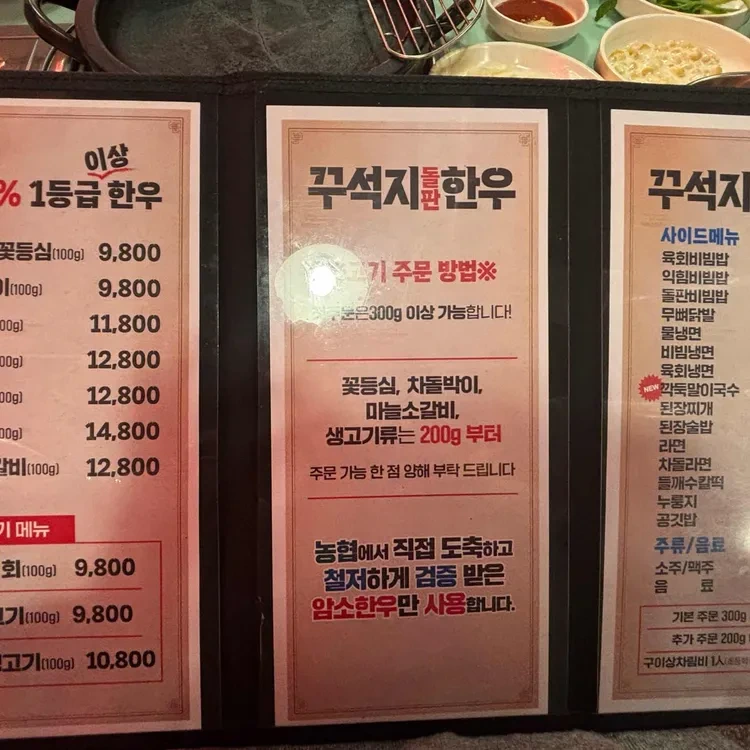 이상
% 1등급 한우
꽃등심(100g) 9,800
이(100g) 9,800
00g) 11,800
00g) 12,800
00g) 12,800
00g) 14,800
갈비(100g) 12,800
기 메뉴
회(100g) 9,800
고기(100g) 9,800
생고기(100g) 10,800
꾸석지돌판한우
고기 주문 방법※
300g 이상 가능합니다!
꽃등심, 차돌박이,
마늘소갈비,
생고기류는 200g 부터
주문 가능 한 점 양해 부탁 드립니다
농협에서 직접 도축하고
철저하게 검증 받은
암소한우만 사용합니다.
꾸석지
사이드메뉴
육회비빔밥
익힘비빔밥
돌판비빔밥
무뼈닭발
물냉면
비빔냉면
육회냉면
NEW 깍둑말이국수
된장찌개
된장술밥
라면
차돌라면
들깨수칼떡
누룽지
공깃밥
주류/음료
소주/맥주
음 료
기본 주문 300g
추가 주문 200g
구이상차림비 1人